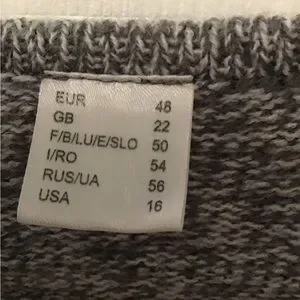 EUR 48
GB 22
F/B/LU/E/SLO 50
I/RO 54
RUS/UA 56
USA 16